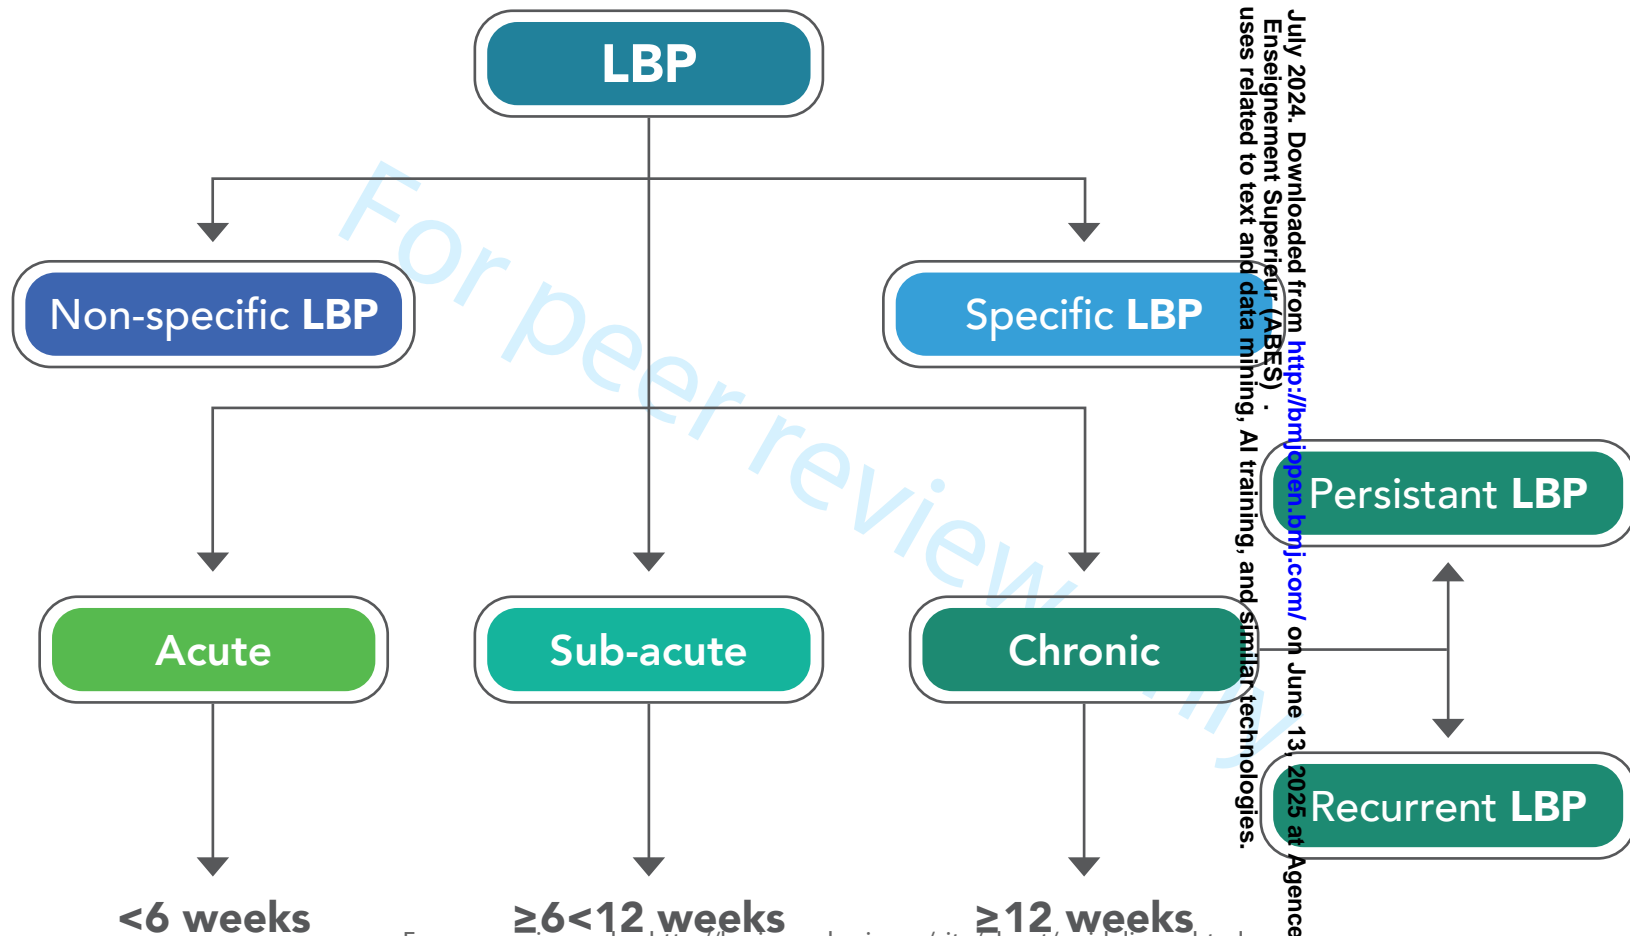 LBP
Non-specific LBP
Specific LBP
Persistant LBP
Acute
Sub-acute
Chronic
Recurrent LBP
<6 weeks
≥6<12 weeks
≥12 weeks
For peer review only
July 2024. Downloaded from http://bmjopen.bmj.com/ on June 13, 2025 at Agence
Enseignement Superieur (ABES) .
uses related to text and data mining, AI training, and similar technologies.